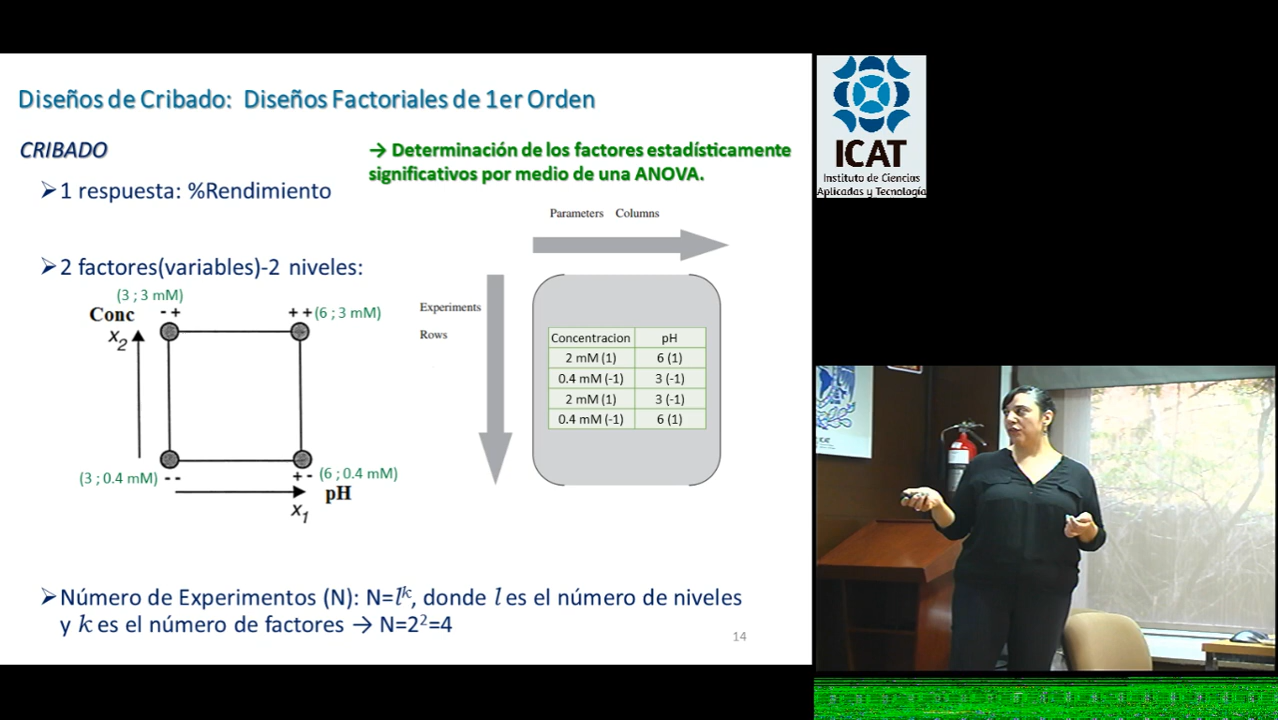 Diseños de Cribado: Diseños Factoriales de 1er Orden
CRIBADO
→ Determinación de los factores estadísticamente
significativos por medio de una ANOVA.
➢1 respuesta: %Rendimiento
➢2 factores(variables)-2 niveles:
(3 ; 3 mM)
Conc - +
+ + (6 ; 3 mM)
x2
(3 ; 0.4 mM) - -
+ - (6 ; 0.4 mM)
pH
x1
Parameters Columns
Experiments
Rows
Concentracion pH
2 mM (1) 6 (1)
0.4 mM (-1) 3 (-1)
2 mM (1) 3 (-1)
0.4 mM (-1) 6 (1)
➢Número de Experimentos (N): N=l^k, donde l es el número de niveles
y k es el número de factores → N=2²=4
14
ICAT
Instituto de Ciencias
Aplicadas y Tecnología